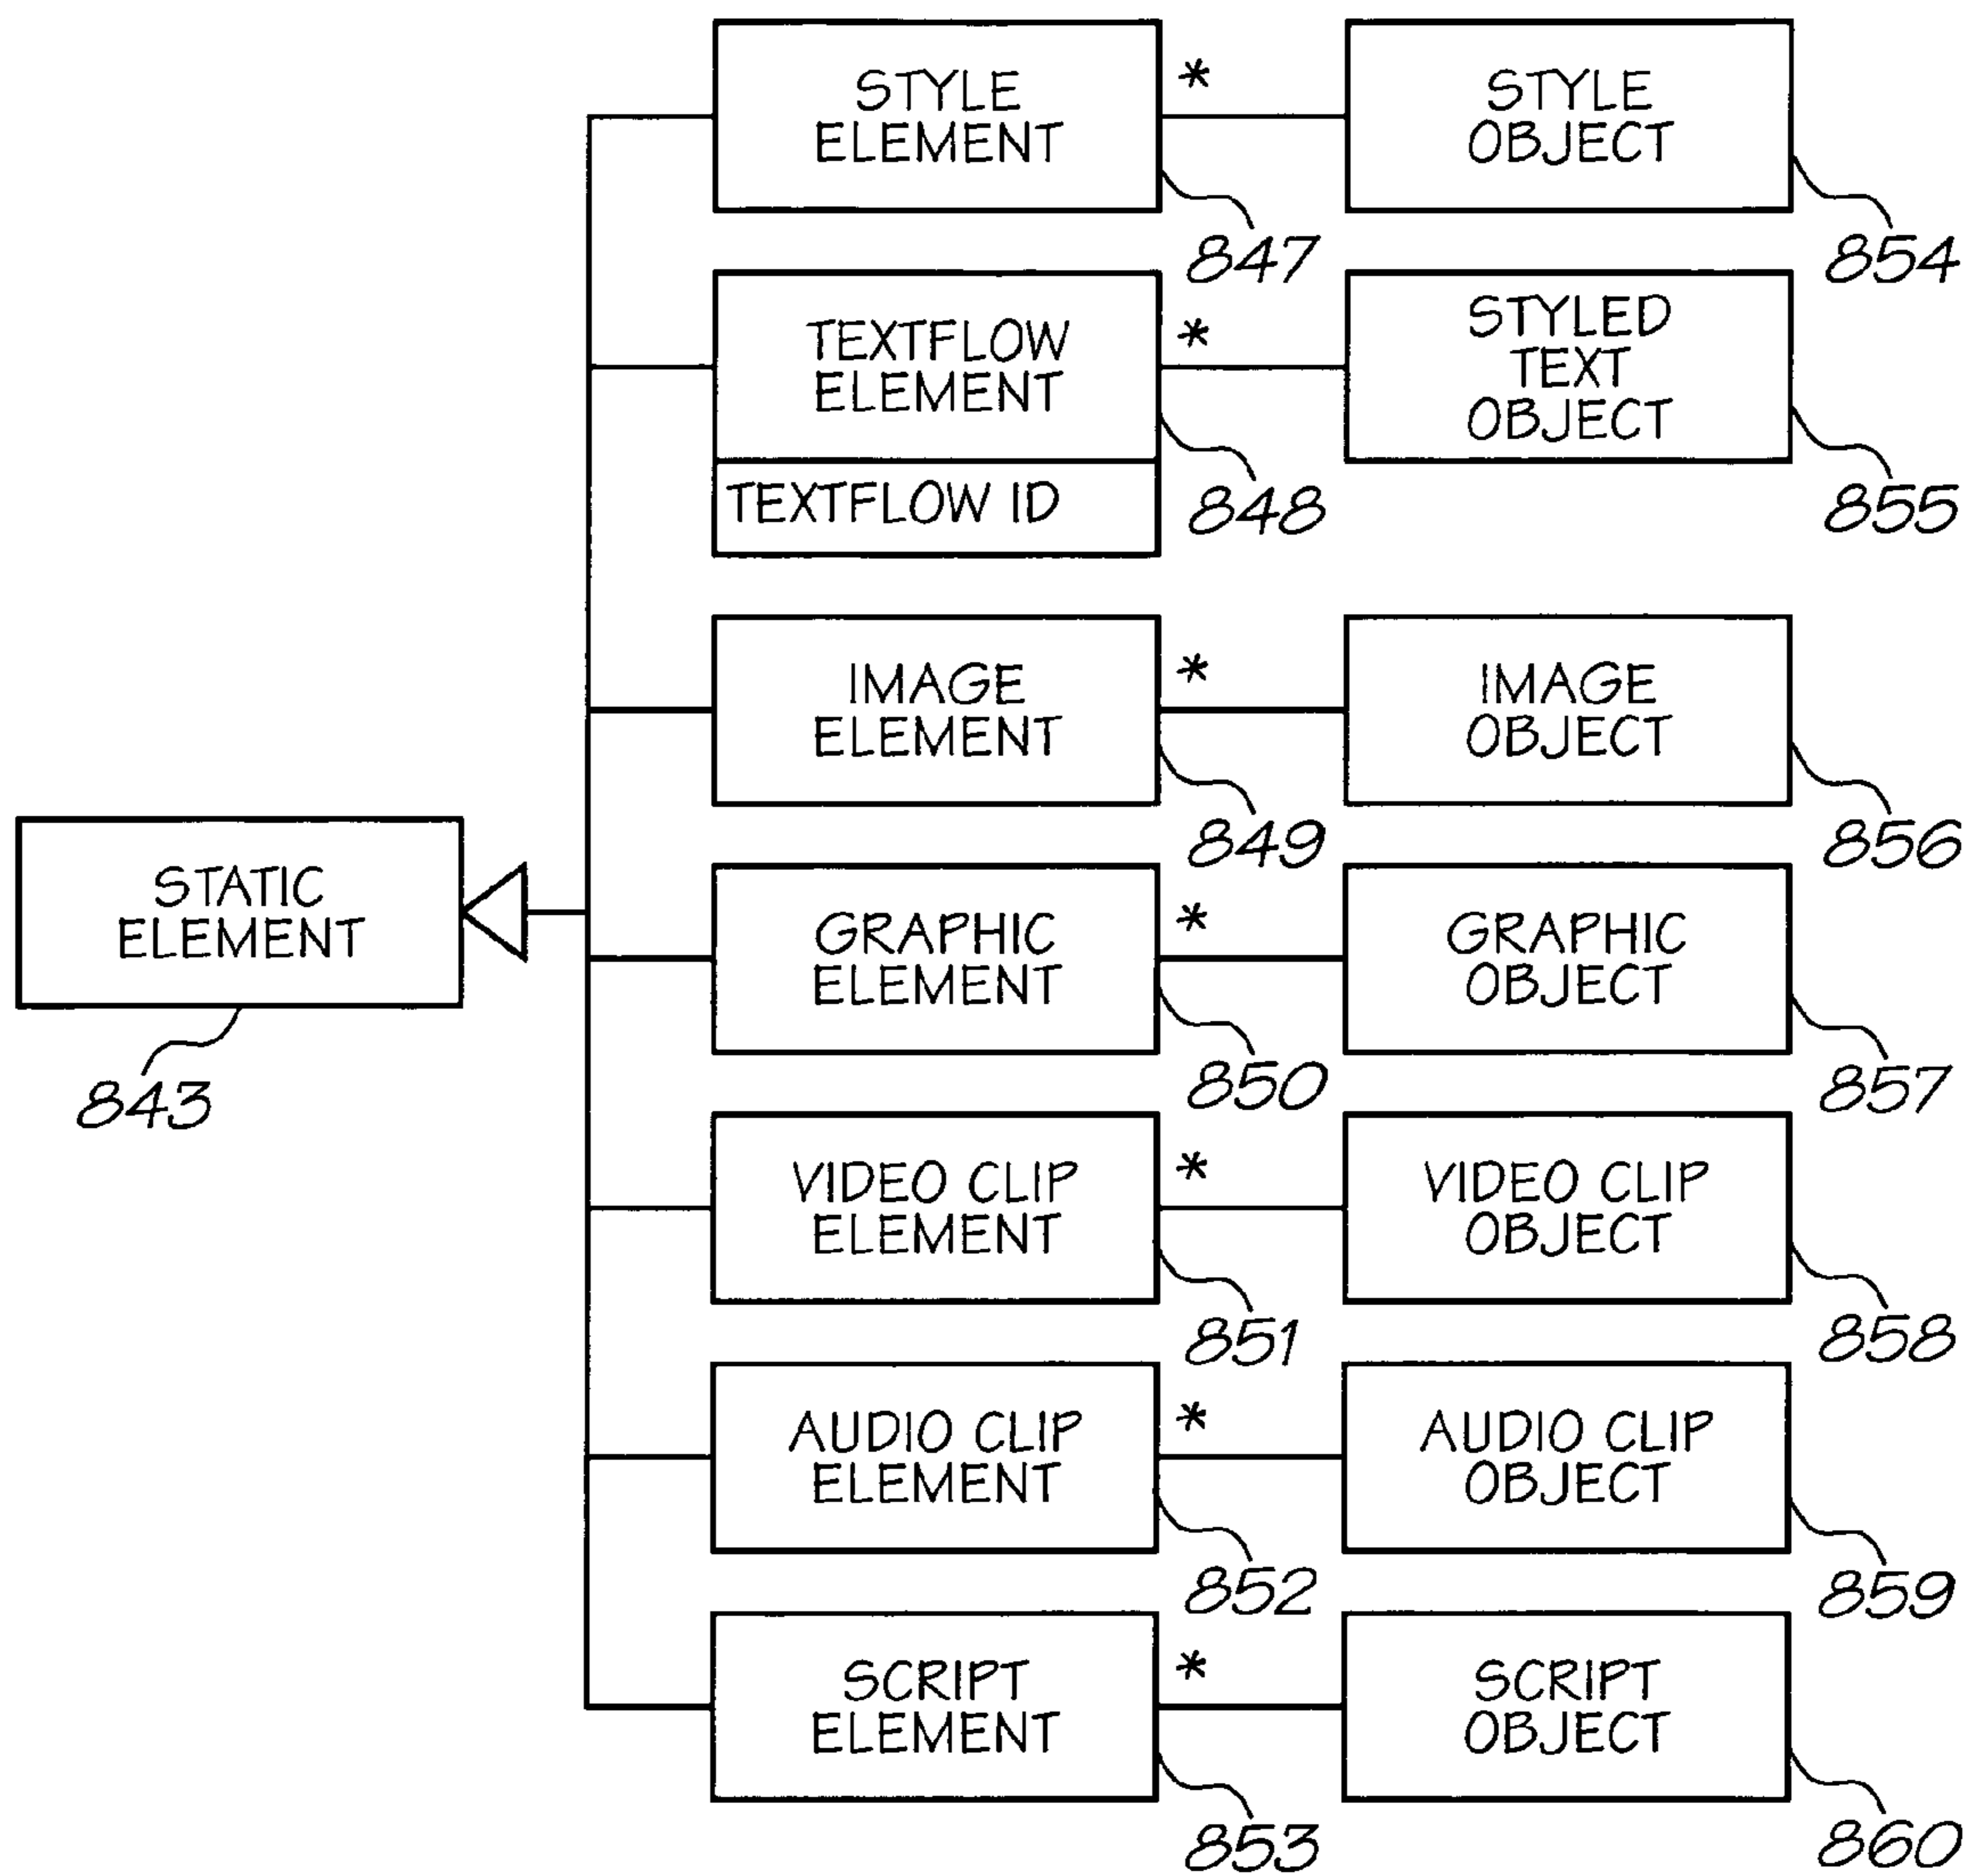 STYLE
ELEMENT
*
STYLE
OBJECT
847
854
TEXTFLOW
ELEMENT
TEXTFLOW ID
*
STYLED
TEXT
OBJECT
848
855
IMAGE
ELEMENT
*
IMAGE
OBJECT
849
856
STATIC
ELEMENT
843
GRAPHIC
ELEMENT
*
GRAPHIC
OBJECT
850
857
VIDEO CLIP
ELEMENT
*
VIDEO CLIP
OBJECT
851
858
AUDIO CLIP
ELEMENT
*
AUDIO CLIP
OBJECT
852
859
SCRIPT
ELEMENT
*
SCRIPT
OBJECT
853
860